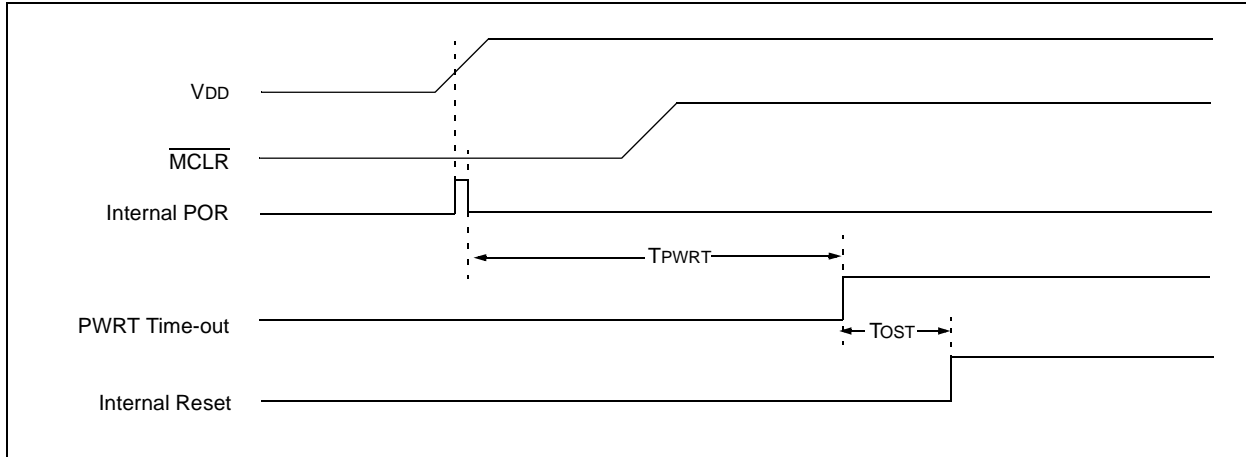 VDD
MCLR
Internal POR
TPWRT
PWRT Time-out
TOST
Internal Reset